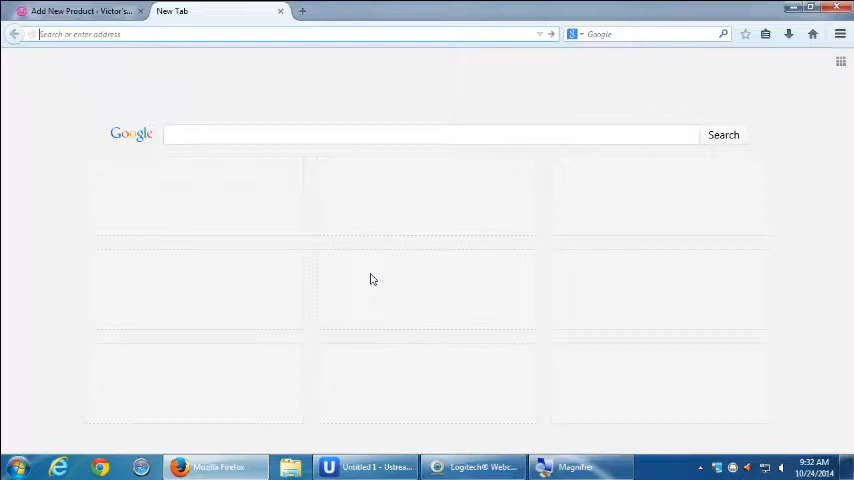 Add New Product ‹ Victor's...
New Tab
Search or enter address
Google
Google
Search
Mozilla Firefox
Untitled 1 - Ustrea...
Logitech® Webc...
Magnifier
9:32 AM
10/24/2014